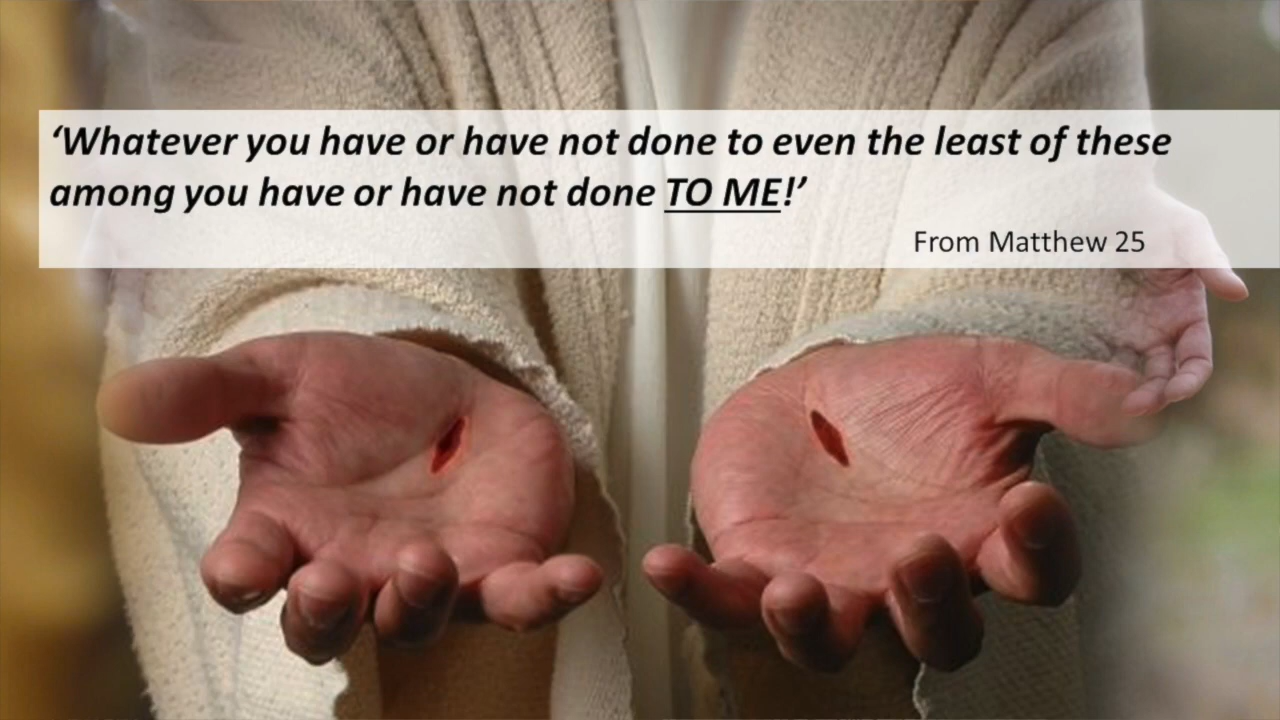 ‘Whatever you have or have not done to even the least of these
among you have or have not done TO ME!’
From Matthew 25